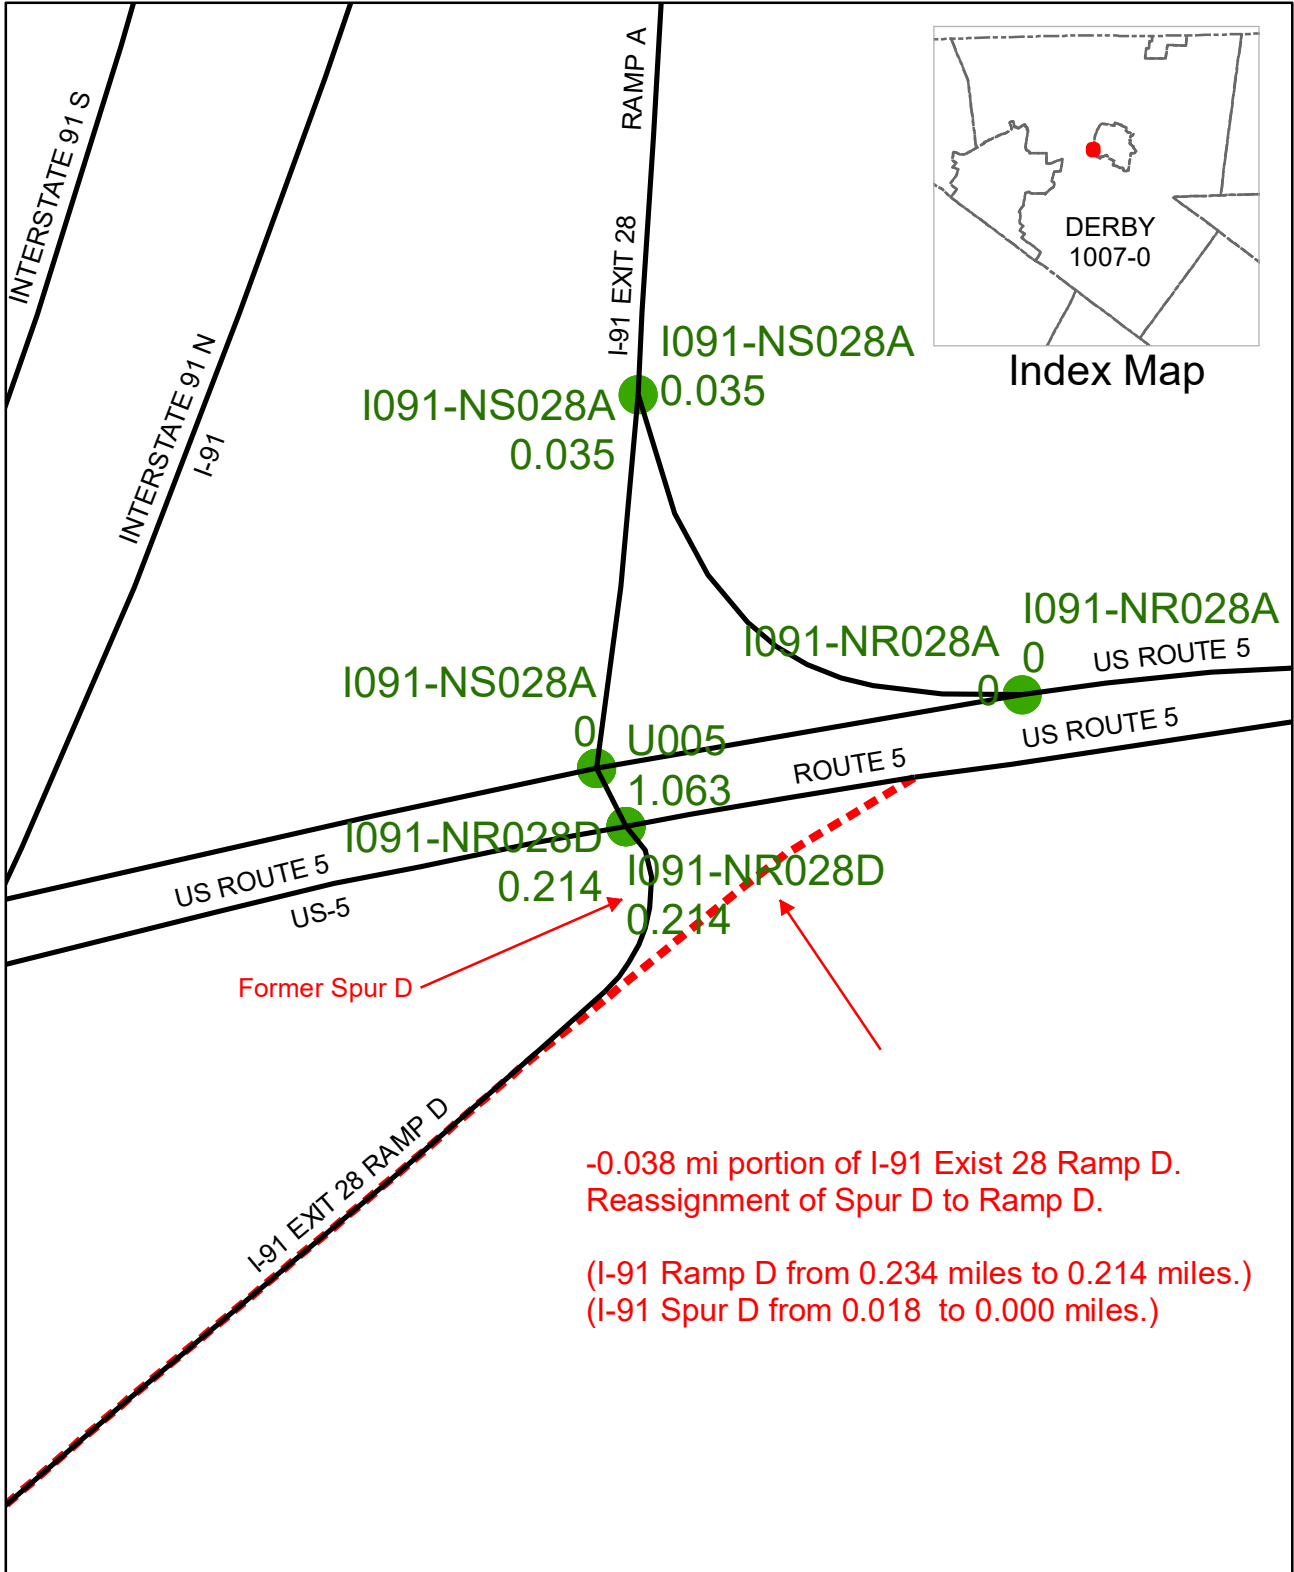 INTERSTATE 91 S
INTERSTATE 91 N
I-91
RAMP A
I-91 EXIT 28
DERBY
1007-0
Index Map
I091-NS028A
0.035
I091-NS028A
0.035
I091-NR028A
0
I091-NR028A
0
US ROUTE 5
US ROUTE 5
ROUTE 5
I091-NS028A
0
U005
1.063
I091-NR028D
0.214
I091-NR028D
0.214
US ROUTE 5
US-5
Former Spur D
I-91 EXIT 28 RAMP D
-0.038 mi portion of I-91 Exist 28 Ramp D.
Reassignment of Spur D to Ramp D.
(I-91 Ramp D from 0.234 miles to 0.214 miles.)
(I-91 Spur D from 0.018  to 0.000 miles.)